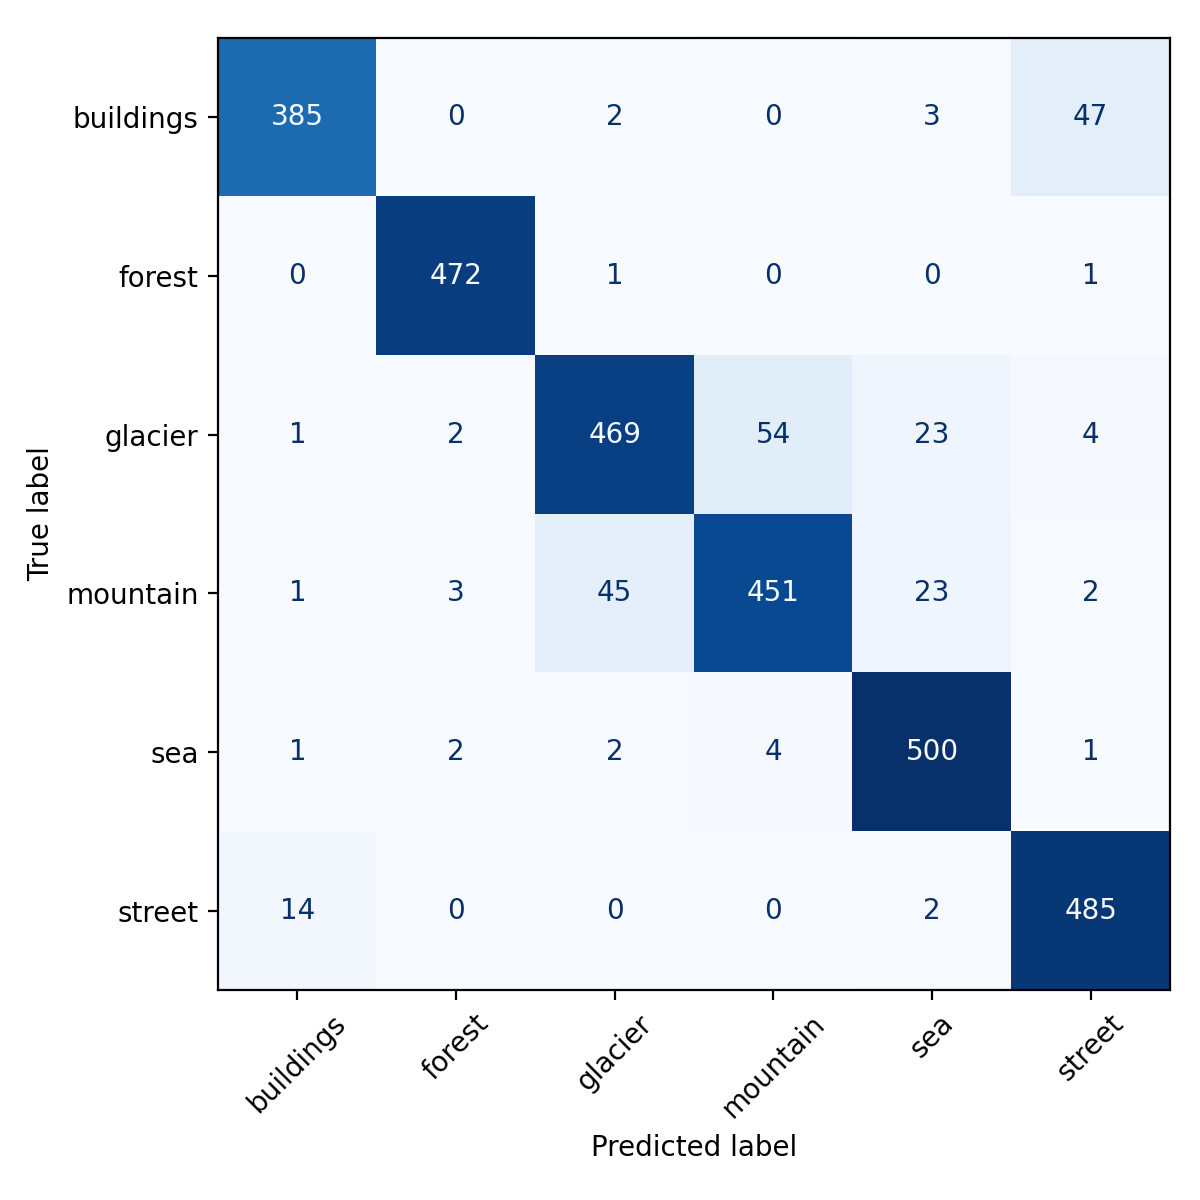 buildings 385 0 2 0 3 47
forest 0 472 1 0 0 1
glacier 1 2 469 54 23 4
mountain 1 3 45 451 23 2
sea 1 2 2 4 500 1
street 14 0 0 0 2 485
True label
buildings forest glacier mountain sea street
Predicted label